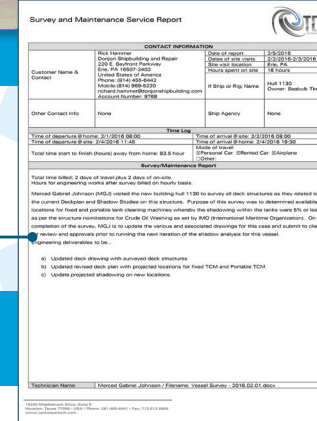 Survey and Maintenance Service Report
CONTACT INFORMATION
Customer Name & Contact
Rick Hammer
Donjon Shipbuilding and Repair
220 E. Bayfront Parkway
Erie, PA 16507-2402
United States of America
Phone: (814) 455-6442
Mobile:(814) 969-5220
richard.hammer@donjonshipbuilding.com
Account Number: 9768
Date of report 3/5/2016
Dates of site visits 2/2/2016-2/3/2016
Site visit location Erie, PA
Hours spent on site 16 hours
If Ship or Rig; Name
Hull 1130
Owner: Seabulk
Other Contact Info None Ship Agency None
Time Log
Time of departure @ home: 2/1/2016 08:00 Time of arrival @ site: 2/2/2016 08:00
Time of departure @ site: 2/4/2016 11:45 Time of arrival @ home: 2/4/2016 19:30
Total time start to finish (hours) away from home: 83.5 hour
Mode of travel:
Personal Car Rented Car Airplane
Other:
Survey/Maintenance Report
Total time billed; 2 days of travel plus 2 days of on-site.
Hours for engineering works after survey billed on hourly basis.
Merced Gabriel Johnson visited the new building hull 1130 to survey all deck structures as they related to
the current Deckplan and Shadow Studies on this structure. Purpose of this survey was to determined available
locations for fixed and portable tank cleaning machines whereby the shadowing within the tanks were 5% or
as per the structure nominations for Crude Oil Washing as set by IMO (International Maritime Organization). On
completion of the survey, MGJ is to update the various and associated drawings for this case and submit to
review and approvals prior to running the next iteration of the shadow analysis for this vessel.
Engineering deliverables to be...
a) Updated deck drawing with surveyed deck structures
b) Updated revised deck plan with projected locations for fixed TCM and Portable TCM
c) Update projected shadowing on new locations.
Technician Name Merced Gabriel Johnson / Filename: Vessel Survey - 2016.02.01.docx